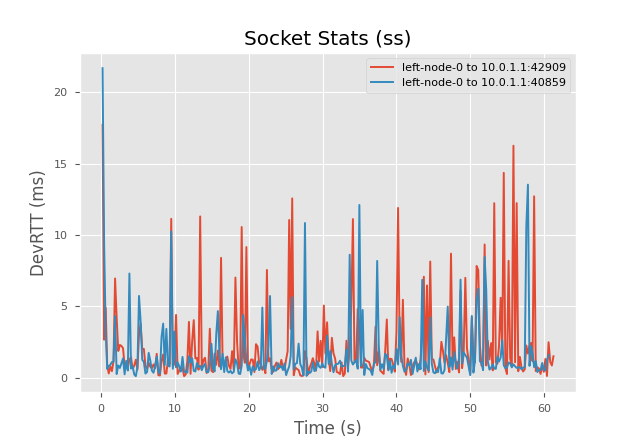 Socket Stats (ss)
left-node-0 to 10.0.1.1:42909
left-node-0 to 10.0.1.1:40859
DevRTT (ms)
20
15
10
5
0
0
10
20
30
40
50
60
Time (s)